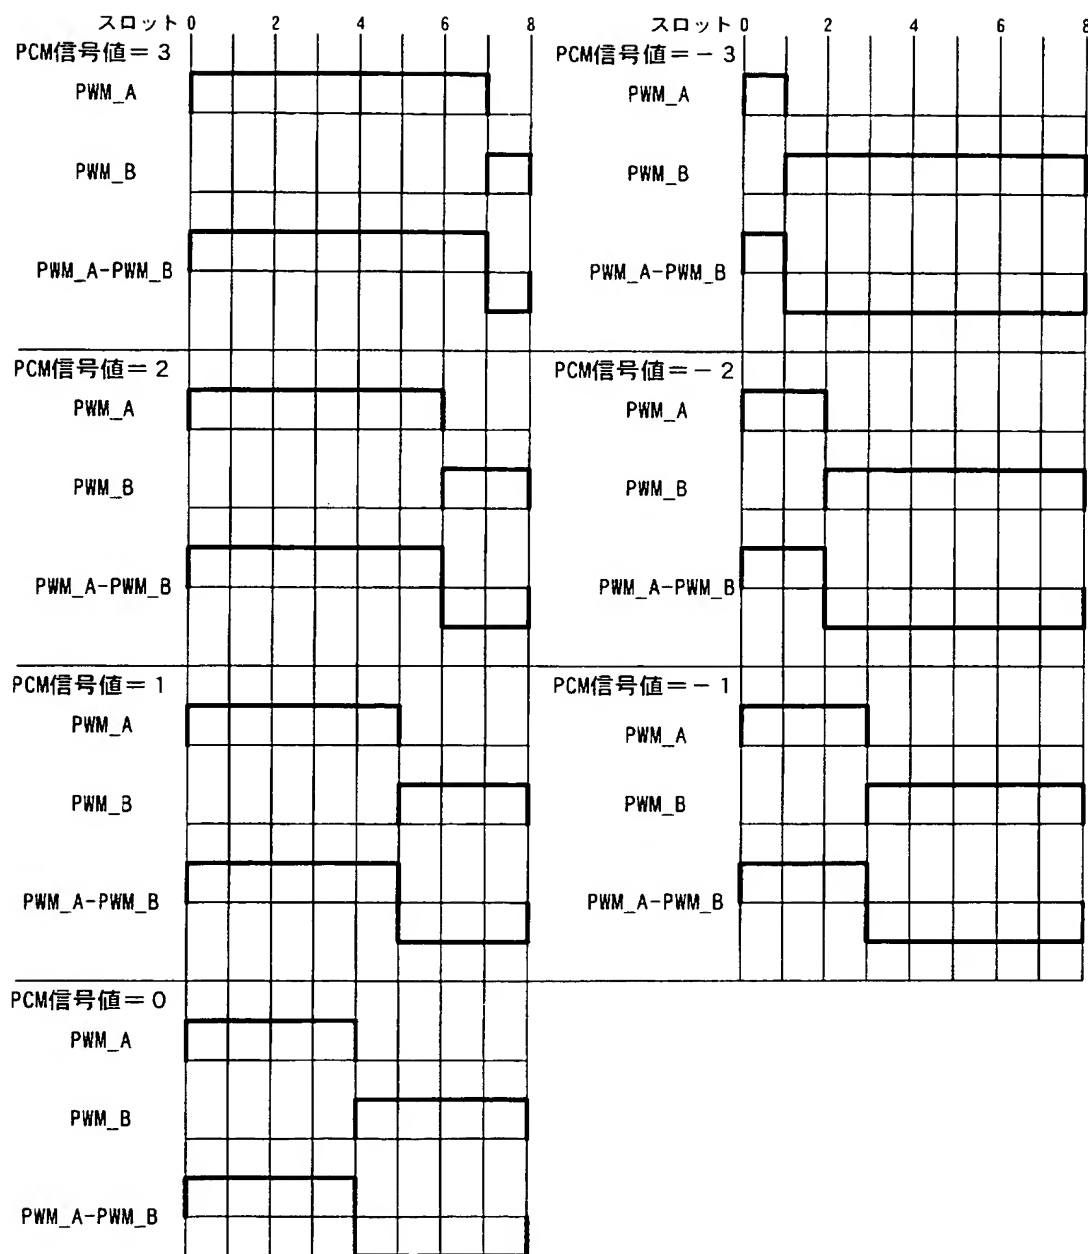 スロット 0 2 4 6 8
PCM信号値＝3
PWM_A
PWM_B
PWM_A-PWM_B
PCM信号値＝2
PWM_A
PWM_B
PWM_A-PWM_B
PCM信号値＝1
PWM_A
PWM_B
PWM_A-PWM_B
PCM信号値＝0
PWM_A
PWM_B
PWM_A-PWM_B
スロット 0 2 4 6 8
PCM信号値＝－3
PWM_A
PWM_B
PWM_A-PWM_B
PCM信号値＝－2
PWM_A
PWM_B
PWM_A-PWM_B
PCM信号値＝－1
PWM_A
PWM_B
PWM_A-PWM_B